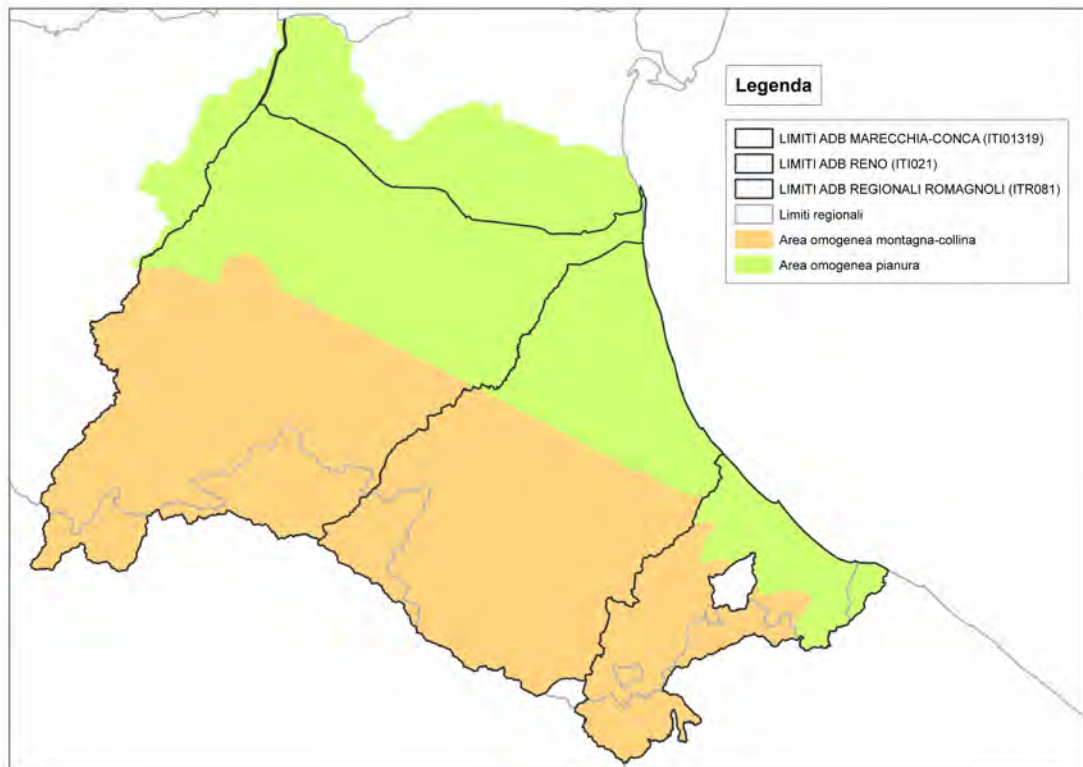 Legenda
LIMITI ADB MARECCHIA-CONCA (ITI01319)
LIMITI ADB RENO (ITI021)
LIMITI ADB REGIONALI ROMAGNOLI (ITR081)
Limiti regionali
Area omogenea montagna-collina
Area omogenea pianura